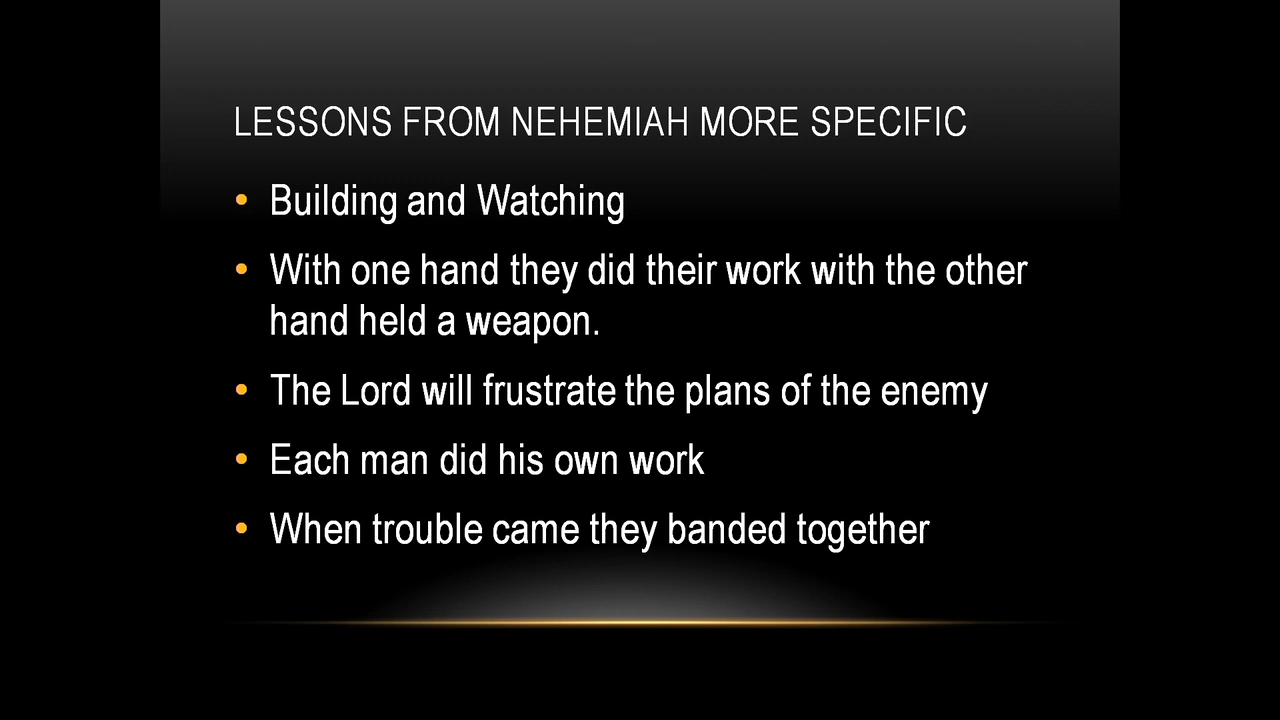 LESSONS FROM NEHEMIAH MORE SPECIFIC
• Building and Watching
• With one hand they did their work with the other
hand held a weapon.
• The Lord will frustrate the plans of the enemy
• Each man did his own work
• When trouble came they banded together